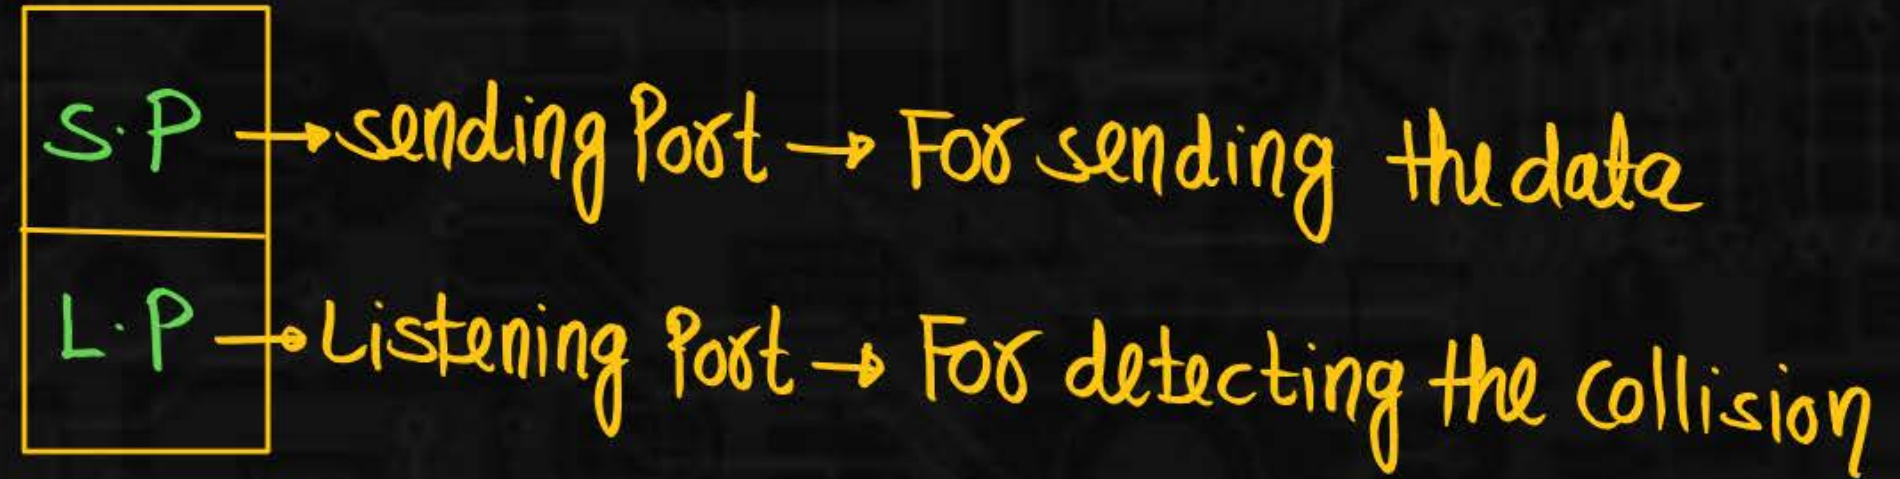 S.P → sending Port → For sending the data
L.P → Listening Port → For detecting the collision